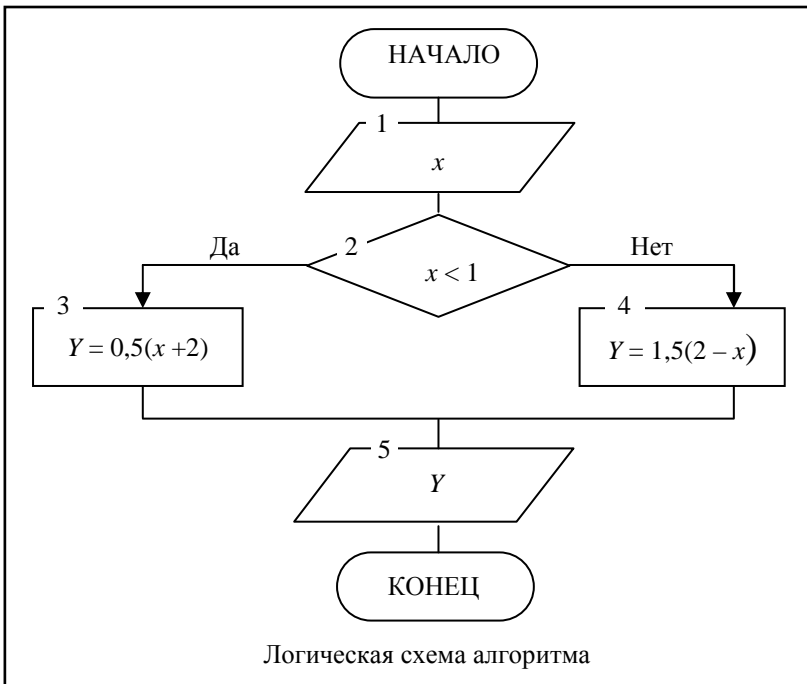 НАЧАЛО
1
x
2
Да
Нет
x < 1
3
4
Y = 0,5(x +2)
Y = 1,5(2 – x)
5
Y
КОНЕЦ
Логическая схема алгоритма